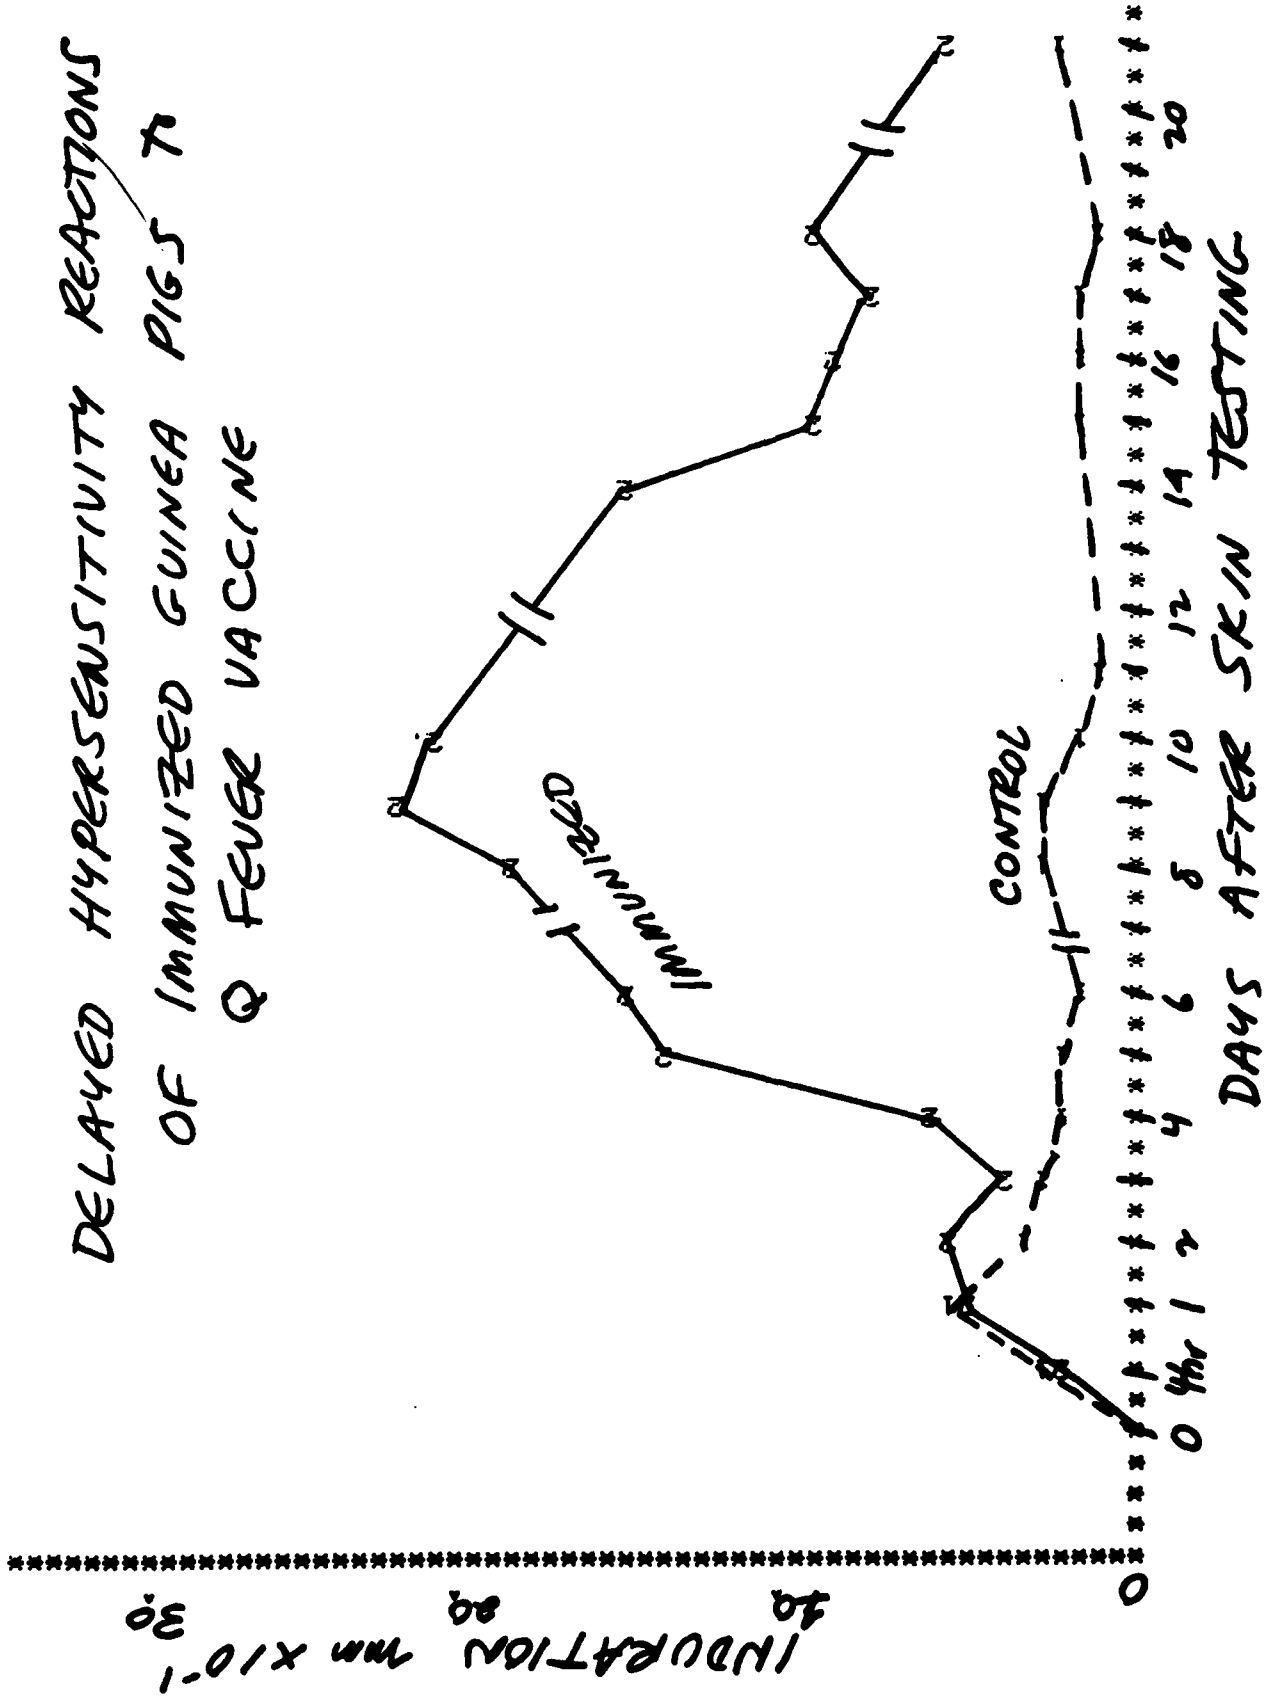 DELAYED HYPERSENSITIVITY REACTIONS
OF IMMUNIZED GUINEA PIGS TO
Q FEVER VACCINE
INDURATION mm X10⁻¹
30
20
10
0
IMMUNIZED
CONTROL
0 4hr 1 2 4 6 8 10 12 14 16 18 20
DAYS AFTER SKIN TESTING